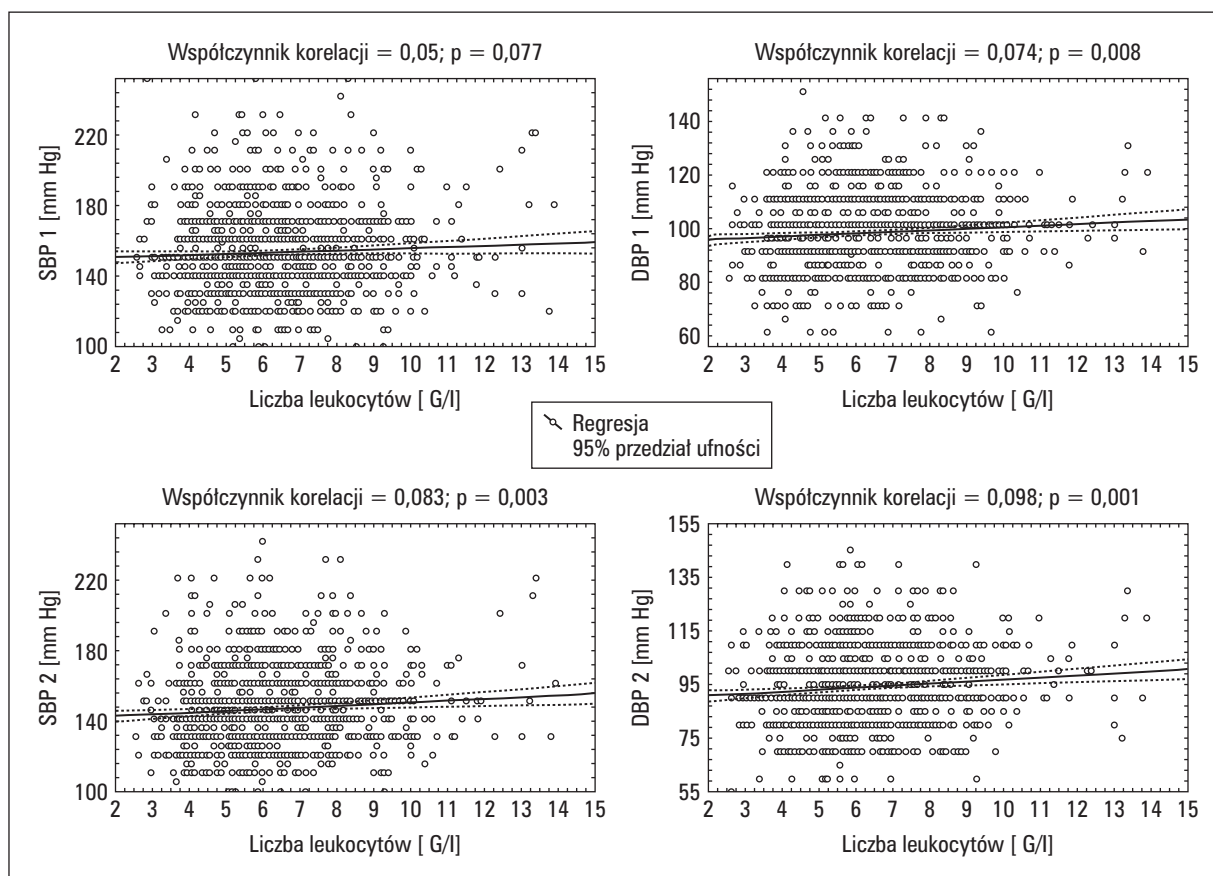 Współczynnik korelacji = 0,05; p = 0,077
SBP 1 [mm Hg]
220
180
140
100
2 3 4 5 6 7 8 9 10 11 12 13 14 15
Liczba leukocytów [ G/l]
Współczynnik korelacji = 0,074; p = 0,008
DBP 1 [mm Hg]
140
120
100
80
60
2 3 4 5 6 7 8 9 10 11 12 13 14 15
Liczba leukocytów [ G/l]
Regresja
95% przedział ufności
Współczynnik korelacji = 0,083; p = 0,003
SBP 2 [mm Hg]
220
180
140
100
2 3 4 5 6 7 8 9 10 11 12 13 14 15
Liczba leukocytów [ G/l]
Współczynnik korelacji = 0,098; p = 0,001
DBP 2 [mm Hg]
155
135
115
95
75
55
2 3 4 5 6 7 8 9 10 11 12 13 14 15
Liczba leukocytów [ G/l]